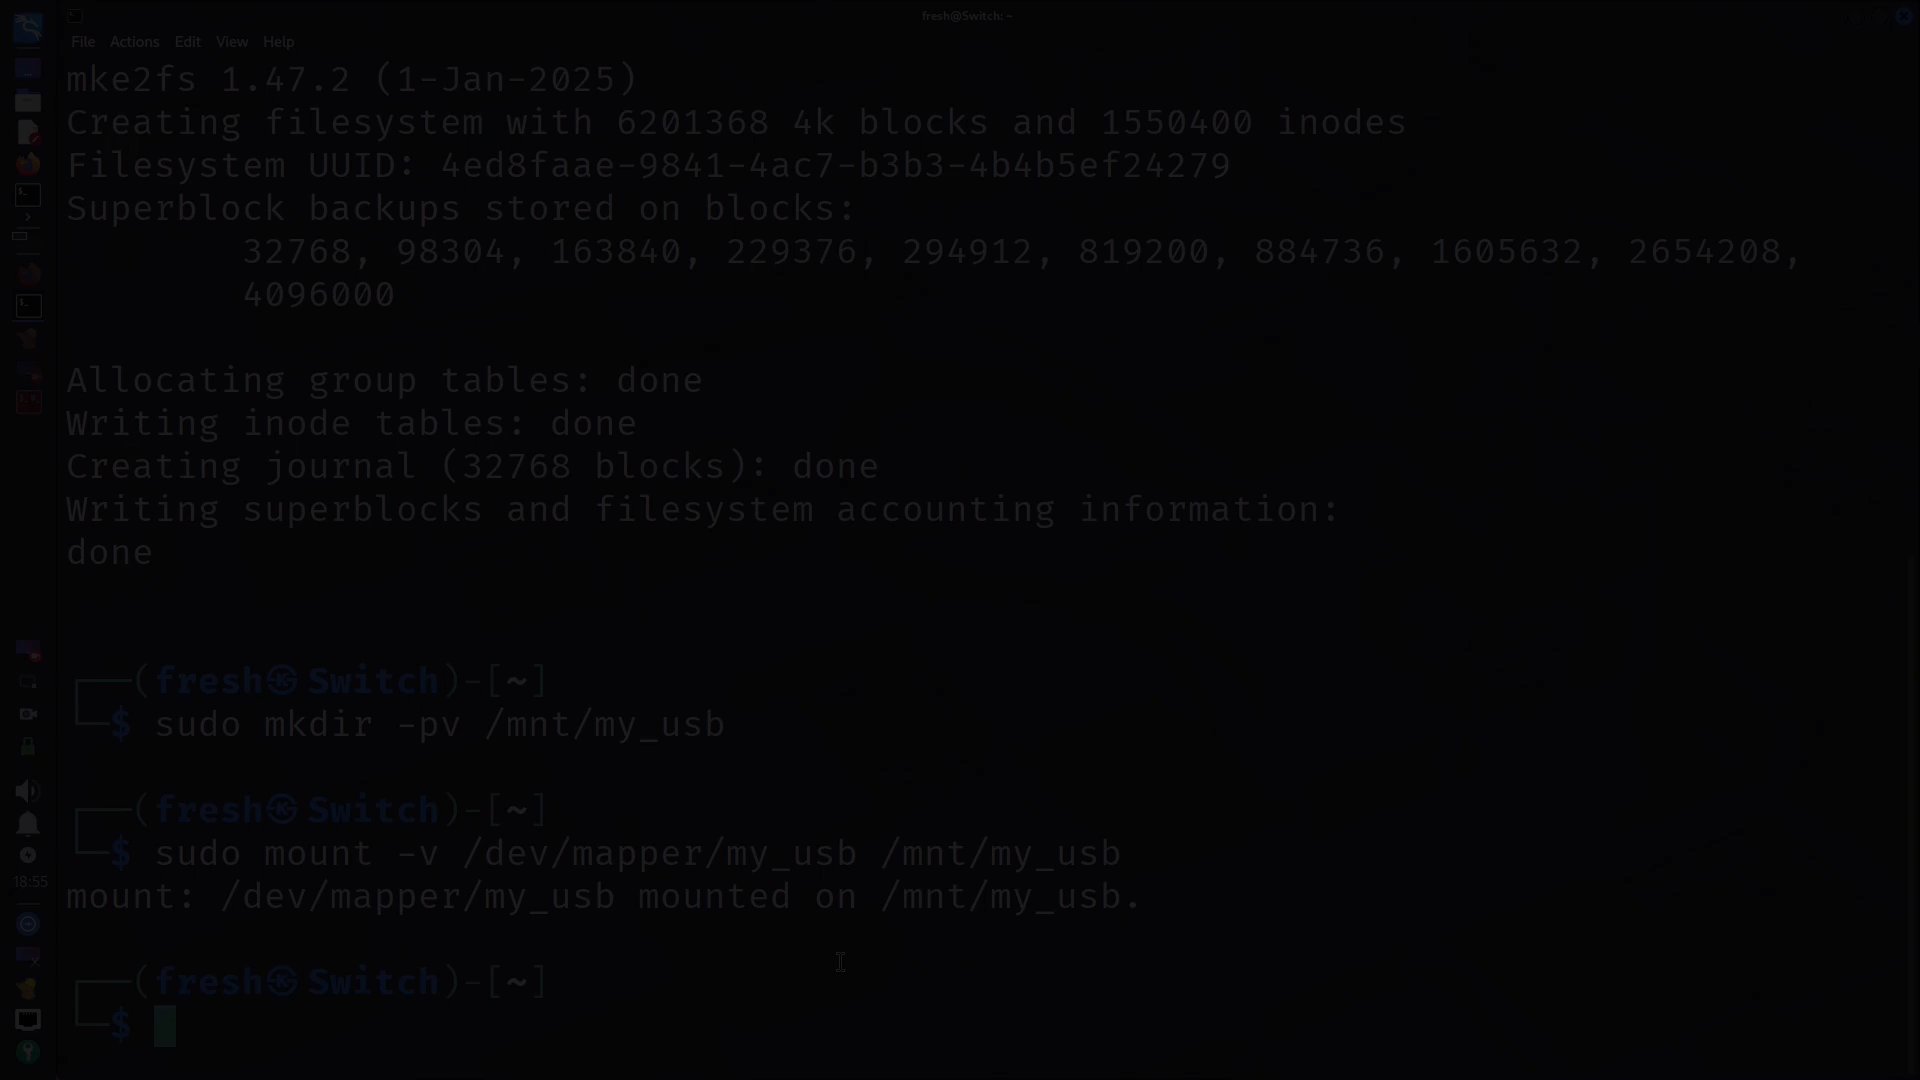 fresh@Switch: ~
File Actions Edit View Help
mke2fs 1.47.2 (1-Jan-2025)
Creating filesystem with 6201368 4k blocks and 1550400 inodes
Filesystem UUID: 4ed8faae-9841-4ac7-b3b3-4b4b5ef24279
Superblock backups stored on blocks:
32768, 98304, 163840, 229376, 294912, 819200, 884736, 1605632, 2654208,
4096000
Allocating group tables: done
Writing inode tables: done
Creating journal (32768 blocks): done
Writing superblocks and filesystem accounting information:
done
┌──(fresh㉿Switch)-[~]
└─$ sudo mkdir -pv /mnt/my_usb
┌──(fresh㉿Switch)-[~]
└─$ sudo mount -v /dev/mapper/my_usb /mnt/my_usb
mount: /dev/mapper/my_usb mounted on /mnt/my_usb.
┌──(fresh㉿Switch)-[~]
└─$
18:55